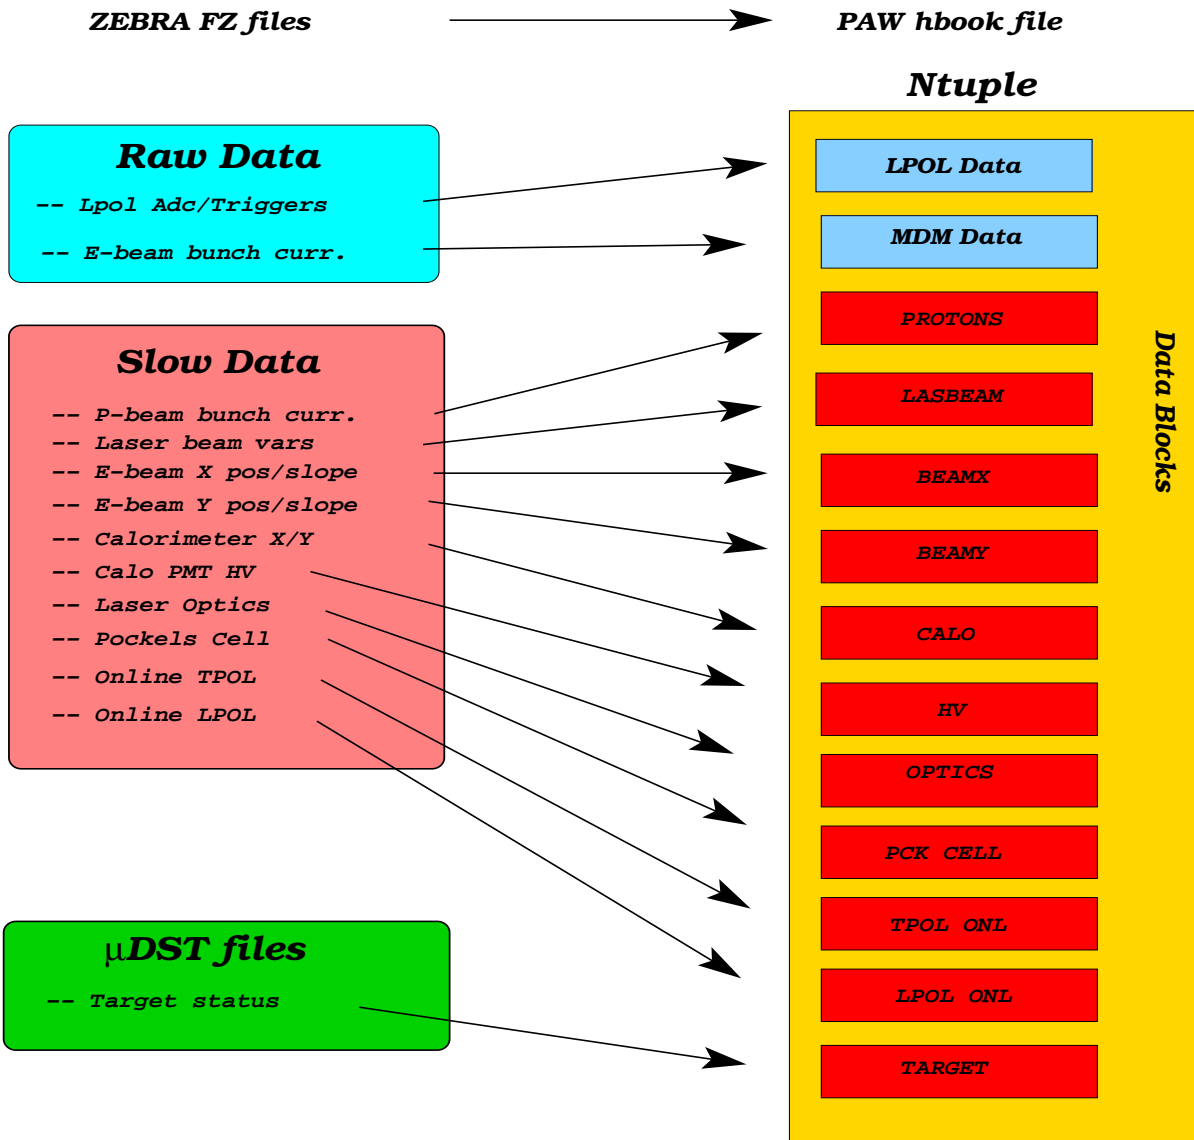 ZEBRA FZ files
PAW hbook file
Ntuple
Raw Data
-- Lpol Adc/Triggers
-- E-beam bunch curr.
Slow Data
-- P-beam bunch curr.
-- Laser beam vars
-- E-beam X pos/slope
-- E-beam Y pos/slope
-- Calorimeter X/Y
-- Calo PMT HV
-- Laser Optics
-- Pockels Cell
-- Online TPOL
-- Online LPOL
µDST files
-- Target status
LPOL Data
MDM Data
PROTONS
LASBEAM
BEAMX
BEAMY
CALO
HV
OPTICS
PCK CELL
TPOL ONL
LPOL ONL
TARGET
Data Blocks